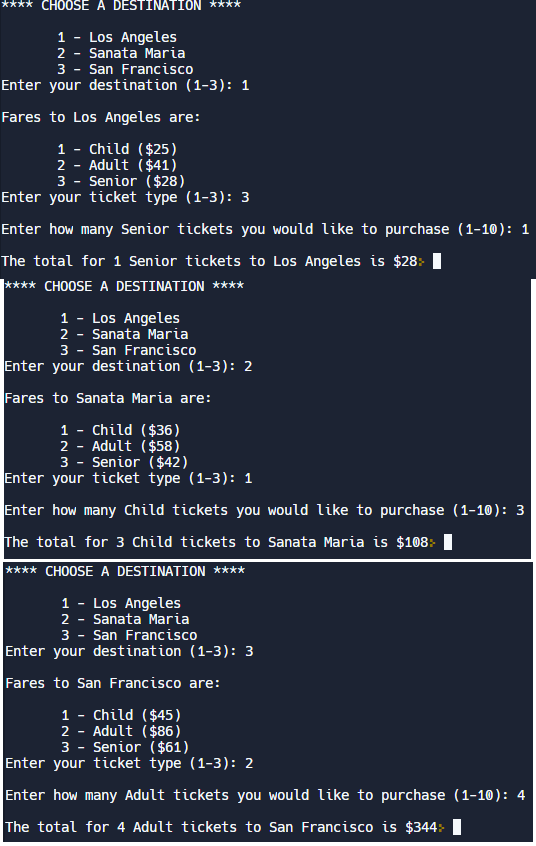 **** CHOOSE A DESTINATION ****
1 - Los Angeles
2 - Sanata Maria
3 - San Francisco
Enter your destination (1-3): 1
Fares to Los Angeles are:
1 - Child ($25)
2 - Adult ($41)
3 - Senior ($28)
Enter your ticket type (1-3): 3
Enter how many Senior tickets you would like to purchase (1-10): 1
The total for 1 Senior tickets to Los Angeles is $28
**** CHOOSE A DESTINATION ****
1 - Los Angeles
2 - Sanata Maria
3 - San Francisco
Enter your destination (1-3): 2
Fares to Sanata Maria are:
1 - Child ($36)
2 - Adult ($58)
3 - Senior ($42)
Enter your ticket type (1-3): 1
Enter how many Child tickets you would like to purchase (1-10): 3
The total for 3 Child tickets to Sanata Maria is $108
**** CHOOSE A DESTINATION ****
1 - Los Angeles
2 - Sanata Maria
3 - San Francisco
Enter your destination (1-3): 3
Fares to San Francisco are:
1 - Child ($45)
2 - Adult ($86)
3 - Senior ($61)
Enter your ticket type (1-3): 2
Enter how many Adult tickets you would like to purchase (1-10): 4
The total for 4 Adult tickets to San Francisco is $344